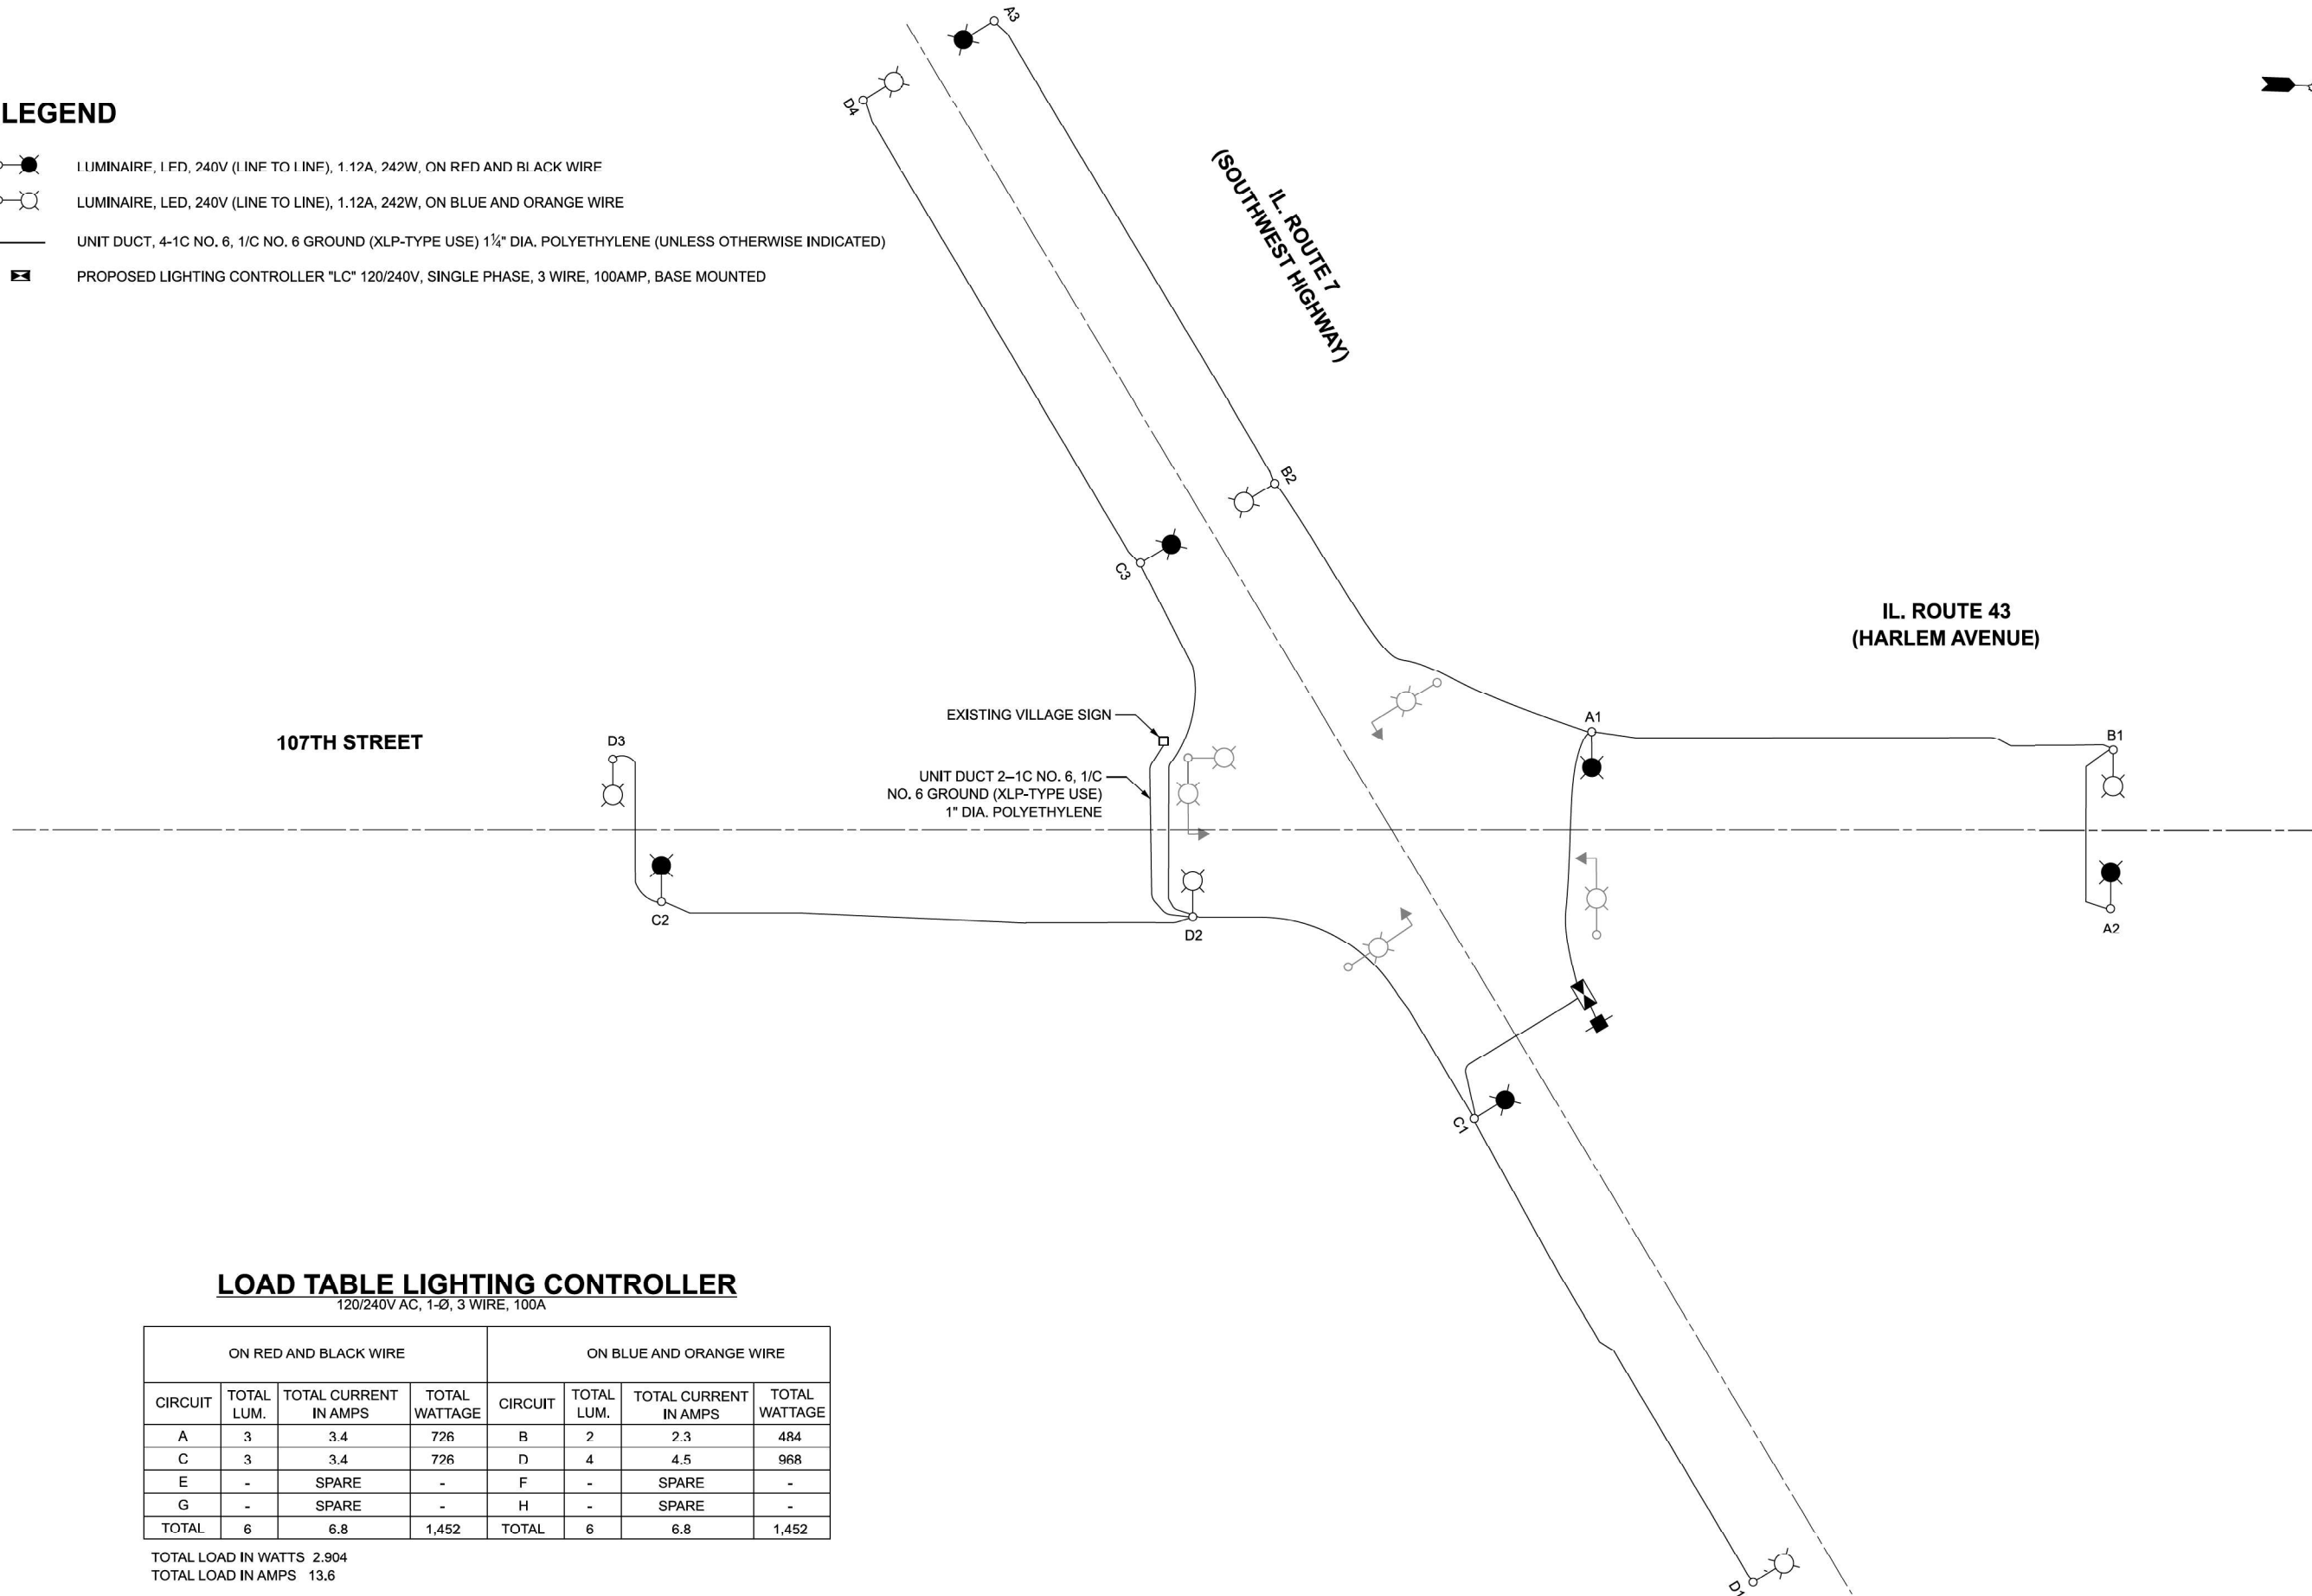 LEGEND
LUMINAIRE, LED, 240V (LINE TO LINE), 1.12A, 242W, ON RED AND BLACK WIRE
LUMINAIRE, LED, 240V (LINE TO LINE), 1.12A, 242W, ON BLUE AND ORANGE WIRE
UNIT DUCT, 4-1C NO. 6, 1/C NO. 6 GROUND (XLP-TYPE USE) 1¼" DIA. POLYETHYLENE (UNLESS OTHERWISE INDICATED)
PROPOSED LIGHTING CONTROLLER "LC" 120/240V, SINGLE PHASE, 3 WIRE, 100AMP, BASE MOUNTED
A3
D4
IL. ROUTE 7
(SOUTHWEST HIGHWAY)
B2
C3
IL. ROUTE 43
(HARLEM AVENUE)
107TH STREET
D3
EXISTING VILLAGE SIGN
A1
B1
UNIT DUCT 2–1C NO. 6, 1/C
NO. 6 GROUND (XLP-TYPE USE)
1" DIA. POLYETHYLENE
C2
D2
A2
C1
D1
LOAD TABLE LIGHTING CONTROLLER
120/240V AC, 1-Ø, 3 WIRE, 100A
ON RED AND BLACK WIRE ON BLUE AND ORANGE WIRE
CIRCUIT TOTAL LUM. TOTAL CURRENT IN AMPS TOTAL WATTAGE CIRCUIT TOTAL LUM. TOTAL CURRENT IN AMPS TOTAL WATTAGE
A 3 3.4 726 B 2 2.3 484
C 3 3.4 726 D 4 4.5 968
E - SPARE - F - SPARE -
G - SPARE - H - SPARE -
TOTAL 6 6.8 1,452 TOTAL 6 6.8 1,452
TOTAL LOAD IN WATTS 2.904
TOTAL LOAD IN AMPS 13.6